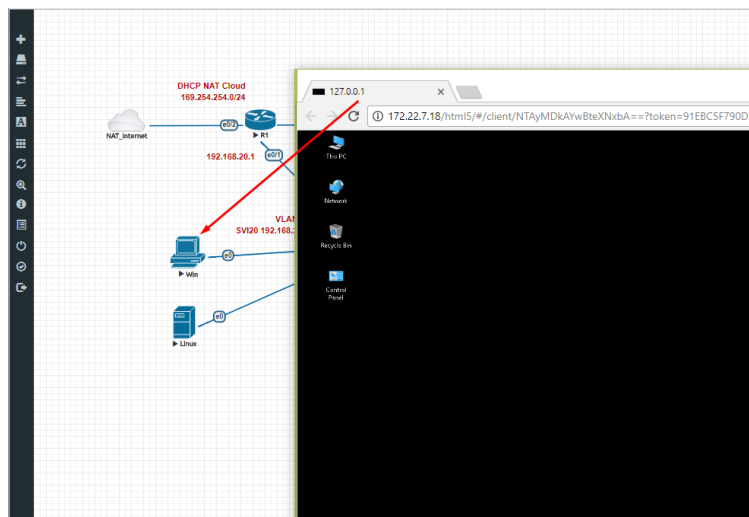 DHCP NAT Cloud
169.254.254.0/24
NAT_Internet
e0/2
R1
192.168.20.1
e0/1
VLAN
SVI20 192.168.
e0
Win
e0
Linux
127.0.0.1
172.22.7.18/html5/#/client/NTAyMDkAYwBteXNxbA==?token=91EBC5F790D
This PC
Network
Recycle Bin
Control
Panel